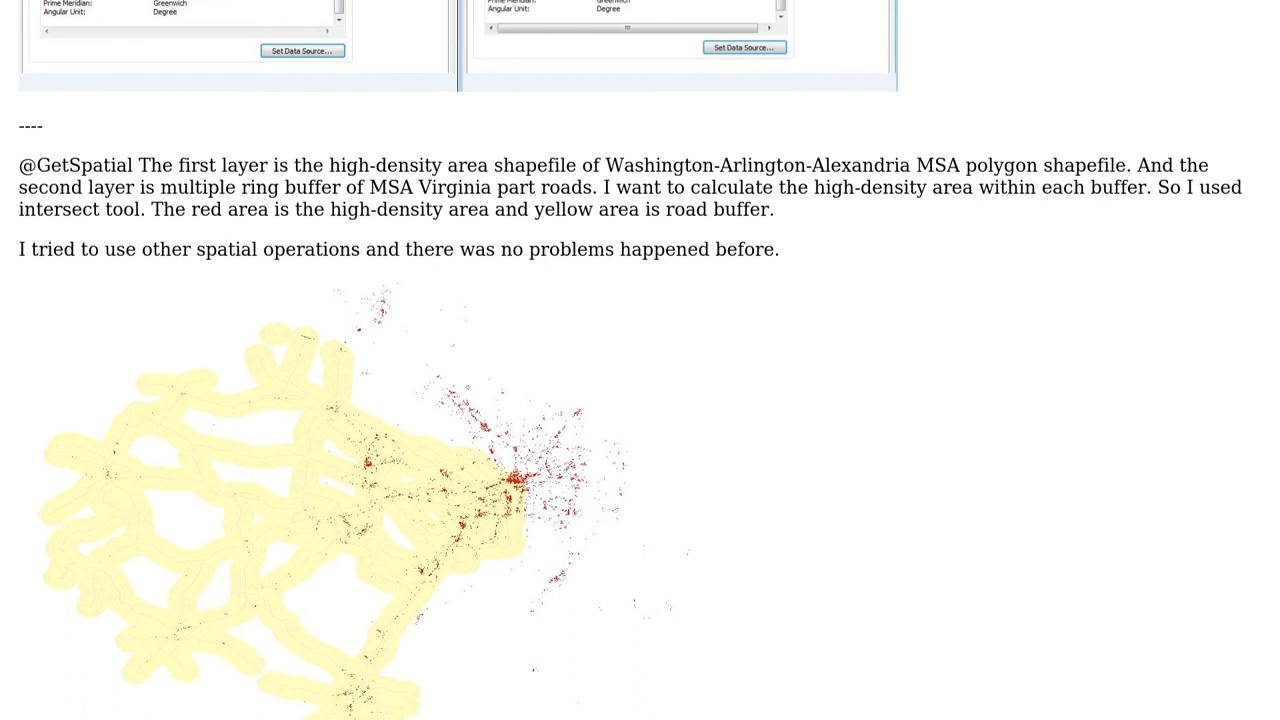 Prime Meridian: Greenwich
Angular Unit: Degree
Set Data Source...
Prime Meridian: Greenwich
Angular Unit: Degree
Set Data Source...
----
@GetSpatial The first layer is the high-density area shapefile of Washington-Arlington-Alexandria MSA polygon shapefile. And the
second layer is multiple ring buffer of MSA Virginia part roads. I want to calculate the high-density area within each buffer. So I used
intersect tool. The red area is the high-density area and yellow area is road buffer.
I tried to use other spatial operations and there was no problems happened before.